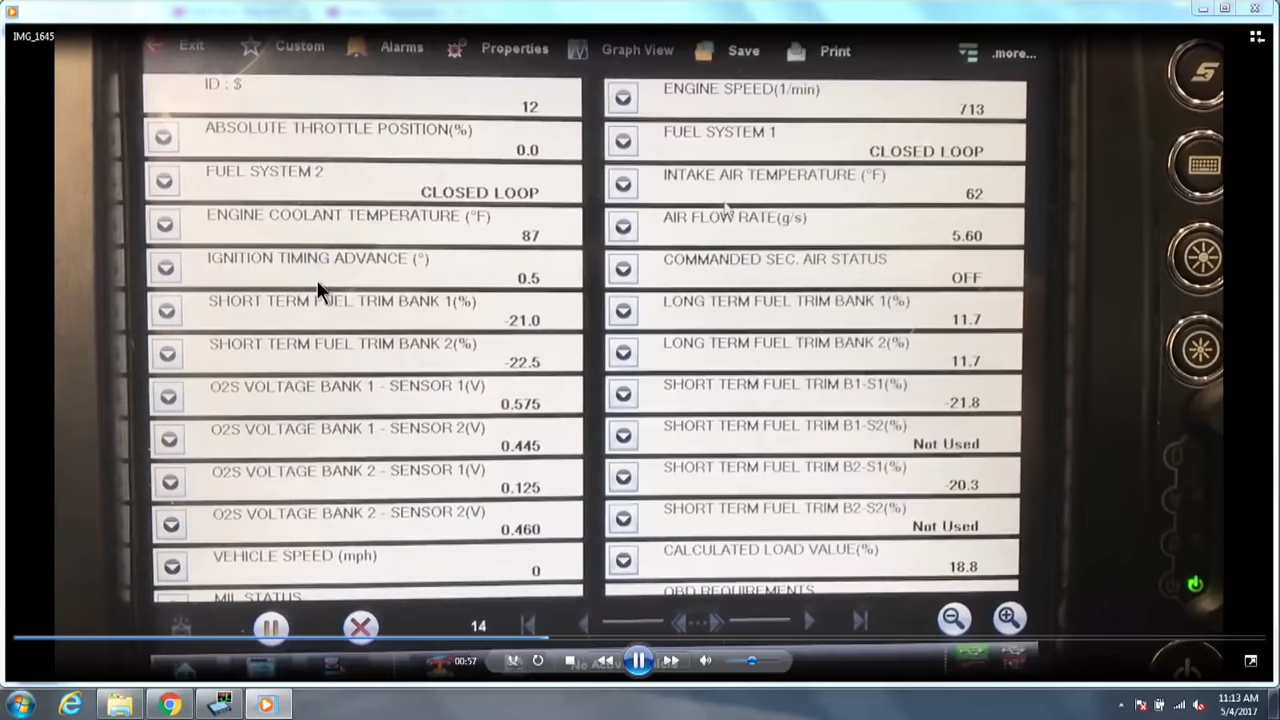 IMG_1645
Exit
Custom
Alarms
Properties
Graph View
Save
Print
.more...
ID : $
12
ENGINE SPEED(1/min)
713
ABSOLUTE THROTTLE POSITION(%)
0.0
FUEL SYSTEM 1
CLOSED LOOP
FUEL SYSTEM 2
CLOSED LOOP
INTAKE AIR TEMPERATURE (°F)
62
ENGINE COOLANT TEMPERATURE (°F)
87
AIR FLOW RATE(g/s)
5.60
IGNITION TIMING ADVANCE (°)
0.5
COMMANDED SEC. AIR STATUS
OFF
SHORT TERM FUEL TRIM BANK 1(%)
-21.0
LONG TERM FUEL TRIM BANK 1(%)
11.7
SHORT TERM FUEL TRIM BANK 2(%)
-22.5
LONG TERM FUEL TRIM BANK 2(%)
11.7
O2S VOLTAGE BANK 1 - SENSOR 1(V)
0.575
SHORT TERM FUEL TRIM B1-S1(%)
-21.8
O2S VOLTAGE BANK 1 - SENSOR 2(V)
0.445
SHORT TERM FUEL TRIM B1-S2(%)
Not Used
O2S VOLTAGE BANK 2 - SENSOR 1(V)
0.125
SHORT TERM FUEL TRIM B2-S1(%)
-20.3
O2S VOLTAGE BANK 2 - SENSOR 2(V)
0.460
SHORT TERM FUEL TRIM B2-S2(%)
Not Used
VEHICLE SPEED (mph)
0
CALCULATED LOAD VALUE(%)
18.8
MIL STATUS
OBD REQUIREMENTS
14
00:57
11:13 AM
5/4/2017